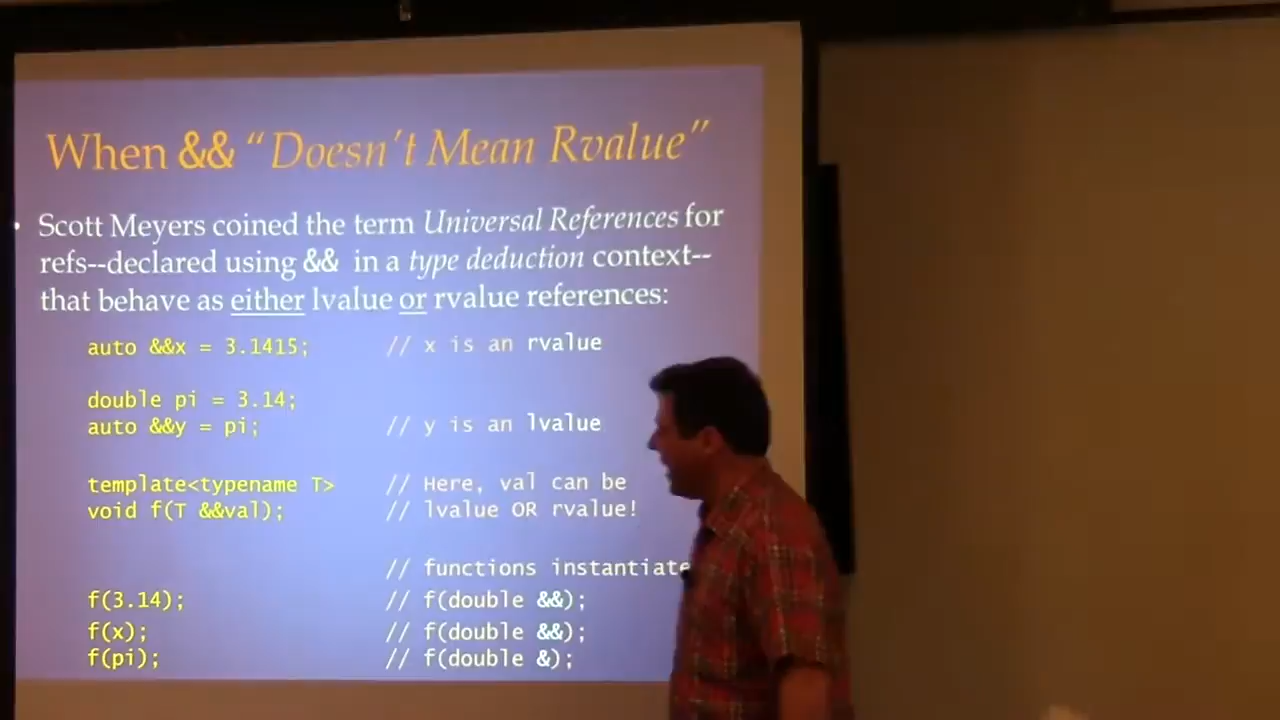 When && “Doesn’t Mean Rvalue”
• Scott Meyers coined the term Universal References for
refs--declared using && in a type deduction context--
that behave as either lvalue or rvalue references:
auto &&x = 3.1415; // x is an rvalue
double pi = 3.14;
auto &&y = pi; // y is an lvalue
template<typename T> // Here, val can be
void f(T &&val); // lvalue OR rvalue!
// functions instantiate
f(3.14); // f(double &&);
f(x); // f(double &&);
f(pi); // f(double &);